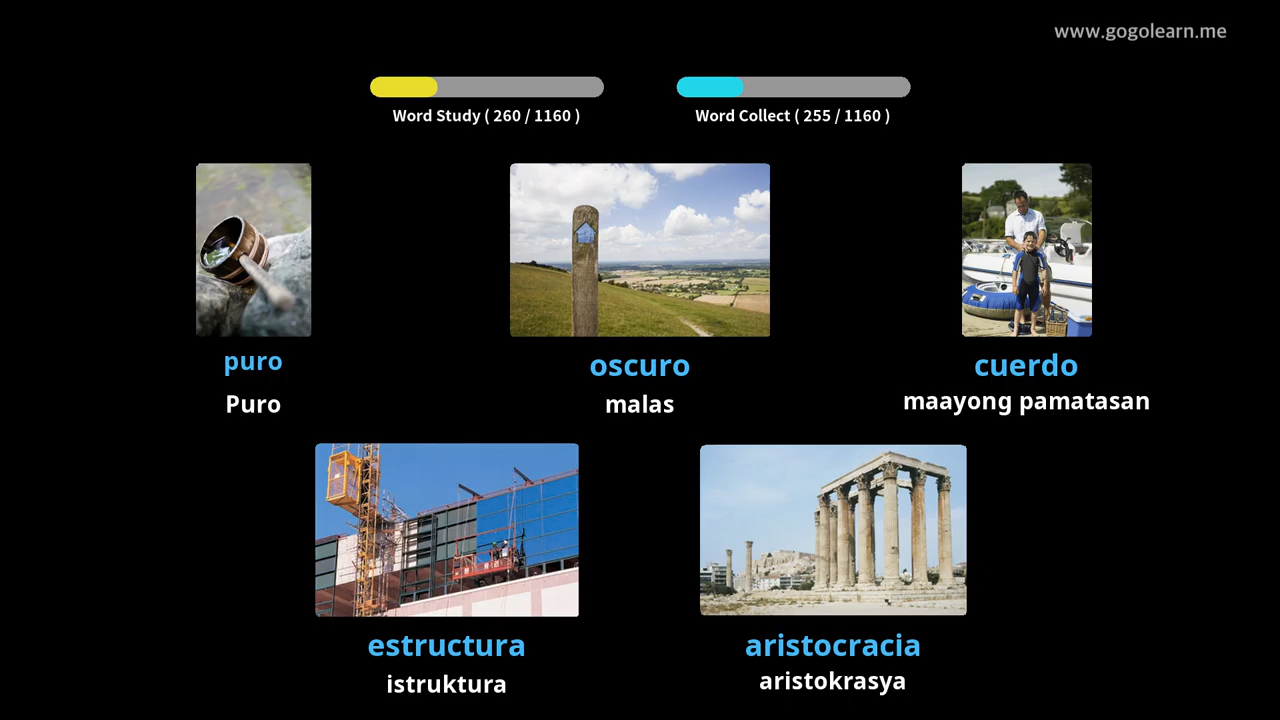 www.gogolearn.me
Word Study ( 260 / 1160 )
Word Collect ( 255 / 1160 )
puro
Puro
oscuro
malas
cuerdo
maayong pamatasan
estructura
istruktura
aristocracia
aristokrasya